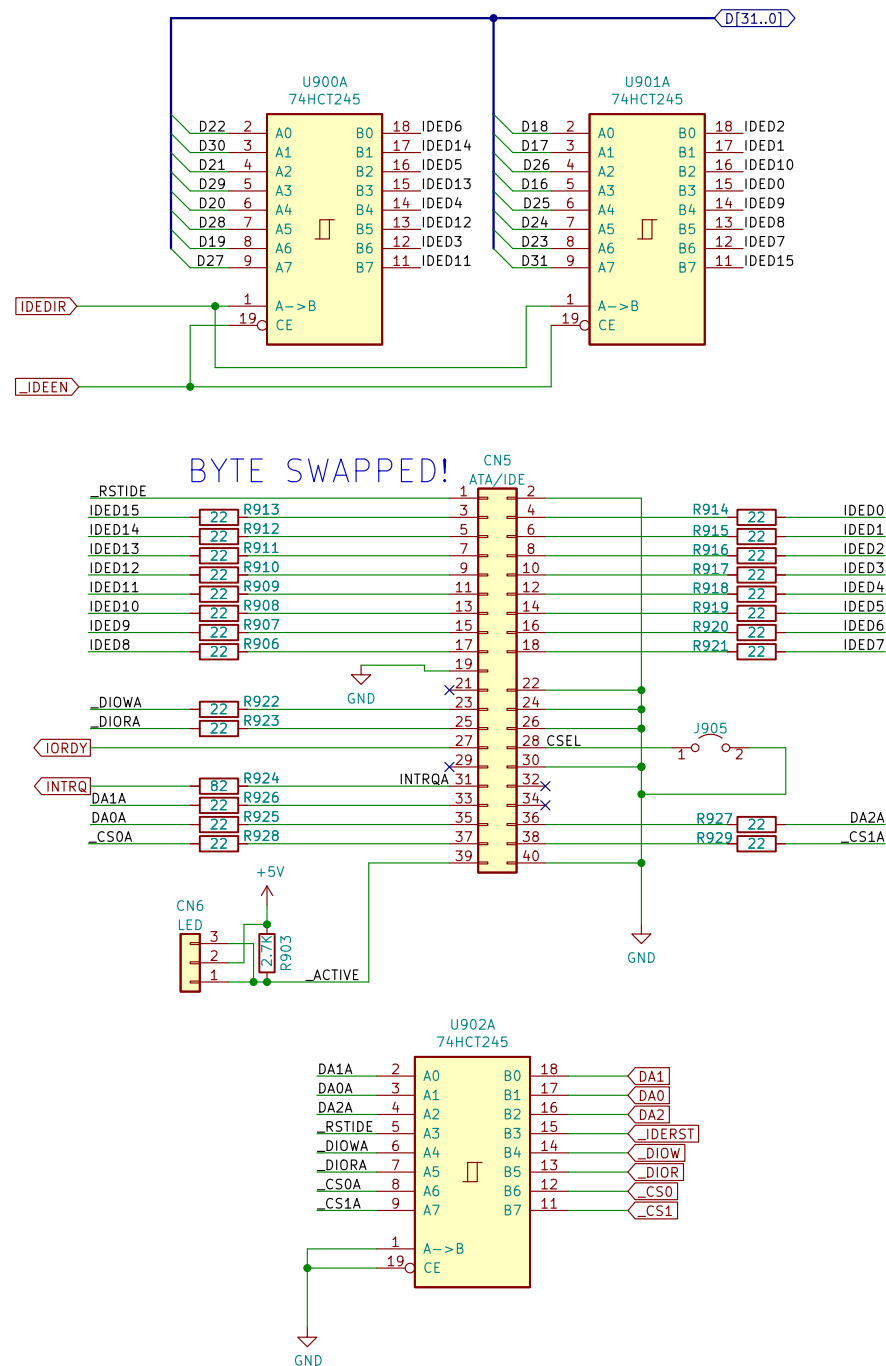 D[31..0]
U900A U901A
74HCT245 74HCT245
D22 2 A0 B0 18 IDED6 D18 2 A0 B0 18 IDED2
D30 3 A1 B1 17 IDED14 D17 3 A1 B1 17 IDED1
D21 4 A2 B2 16 IDED5 D26 4 A2 B2 16 IDED10
D29 5 A3 B3 15 IDED13 D16 5 A3 B3 15 IDED0
D20 6 A4 B4 14 IDED4 D25 6 A4 B4 14 IDED9
D28 7 A5 B5 13 IDED12 D24 7 A5 B5 13 IDED8
D19 8 A6 B6 12 IDED3 D23 8 A6 B6 12 IDED7
D27 9 A7 B7 11 IDED11 D31 9 A7 B7 11 IDED15
IDEDIR 1 A->B 1 A->B
19 CE 19 CE
_IDEEN
BYTE SWAPPED!
CN5
ATA/IDE
_RSTIDE 1 2
IDED15 22 R913 3 4 R914 22 IDED0
IDED14 22 R912 5 6 R915 22 IDED1
IDED13 22 R911 7 8 R916 22 IDED2
IDED12 22 R910 9 10 R917 22 IDED3
IDED11 22 R909 11 12 R918 22 IDED4
IDED10 22 R908 13 14 R919 22 IDED5
IDED9 22 R907 15 16 R920 22 IDED6
IDED8 22 R906 17 18 R921 22 IDED7
19
GND 21 22
_DIOWA 22 R922 23 24
_DIORA 22 R923 25 26
IORDY 27 28 CSEL J905 1 2
29 30
INTRQ 82 R924 INTRQA 31 32
DA1A 22 R926 33 34
DA0A 22 R925 35 36 R927 22 DA2A
_CS0A 22 R928 37 38 R929 22 _CS1A
39 40
+5V
CN6
LED
3
2 2.7K R903 GND
1 _ACTIVE
U902A
74HCT245
DA1A 2 A0 B0 18 DA1
DA0A 3 A1 B1 17 DA0
DA2A 4 A2 B2 16 DA2
_RSTIDE 5 A3 B3 15 _IDERST
_DIOWA 6 A4 B4 14 _DIOW
_DIORA 7 A5 B5 13 _DIOR
_CS0A 8 A6 B6 12 _CS0
_CS1A 9 A7 B7 11 _CS1
1 A->B
19 CE
GND